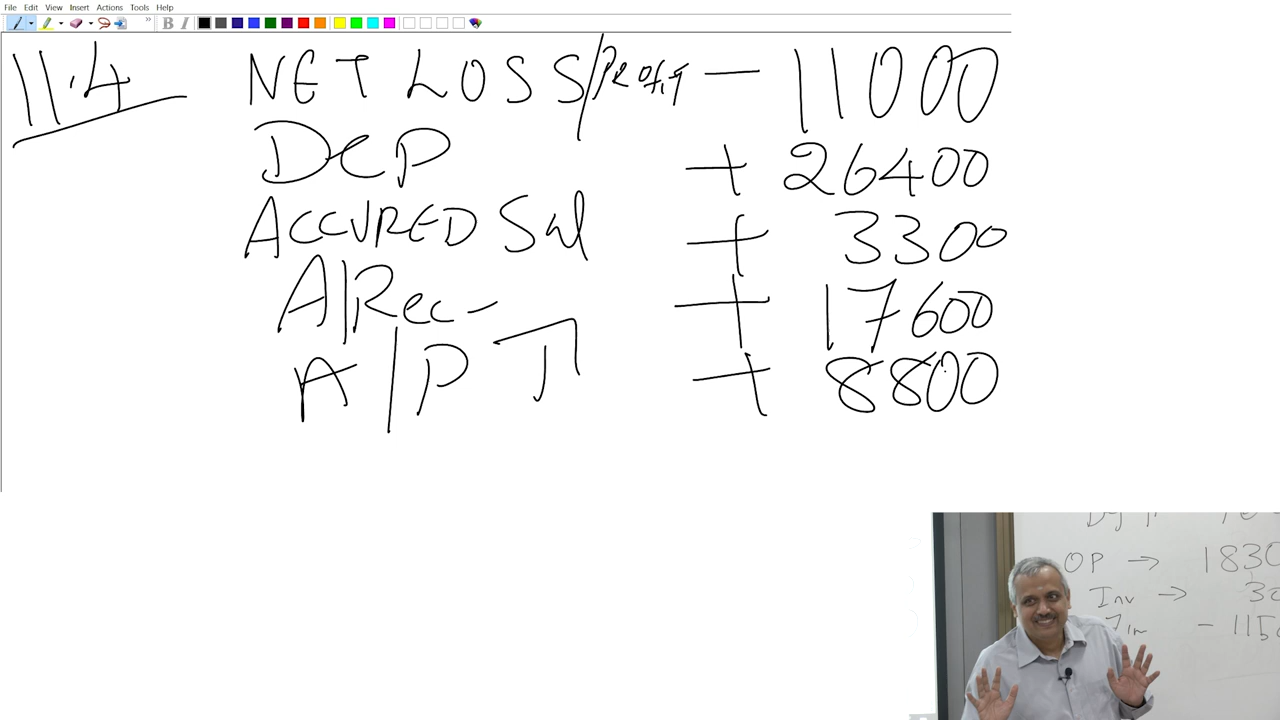 File Edit View Insert Actions Tools Help
B I
11.4 NET LOSS/PROFIT - 11000
DEP + 26400
ACCURED Sal + 3300
A/Rec - + 17600
A/P + 8800
OP → 1830
Inv →
- 115